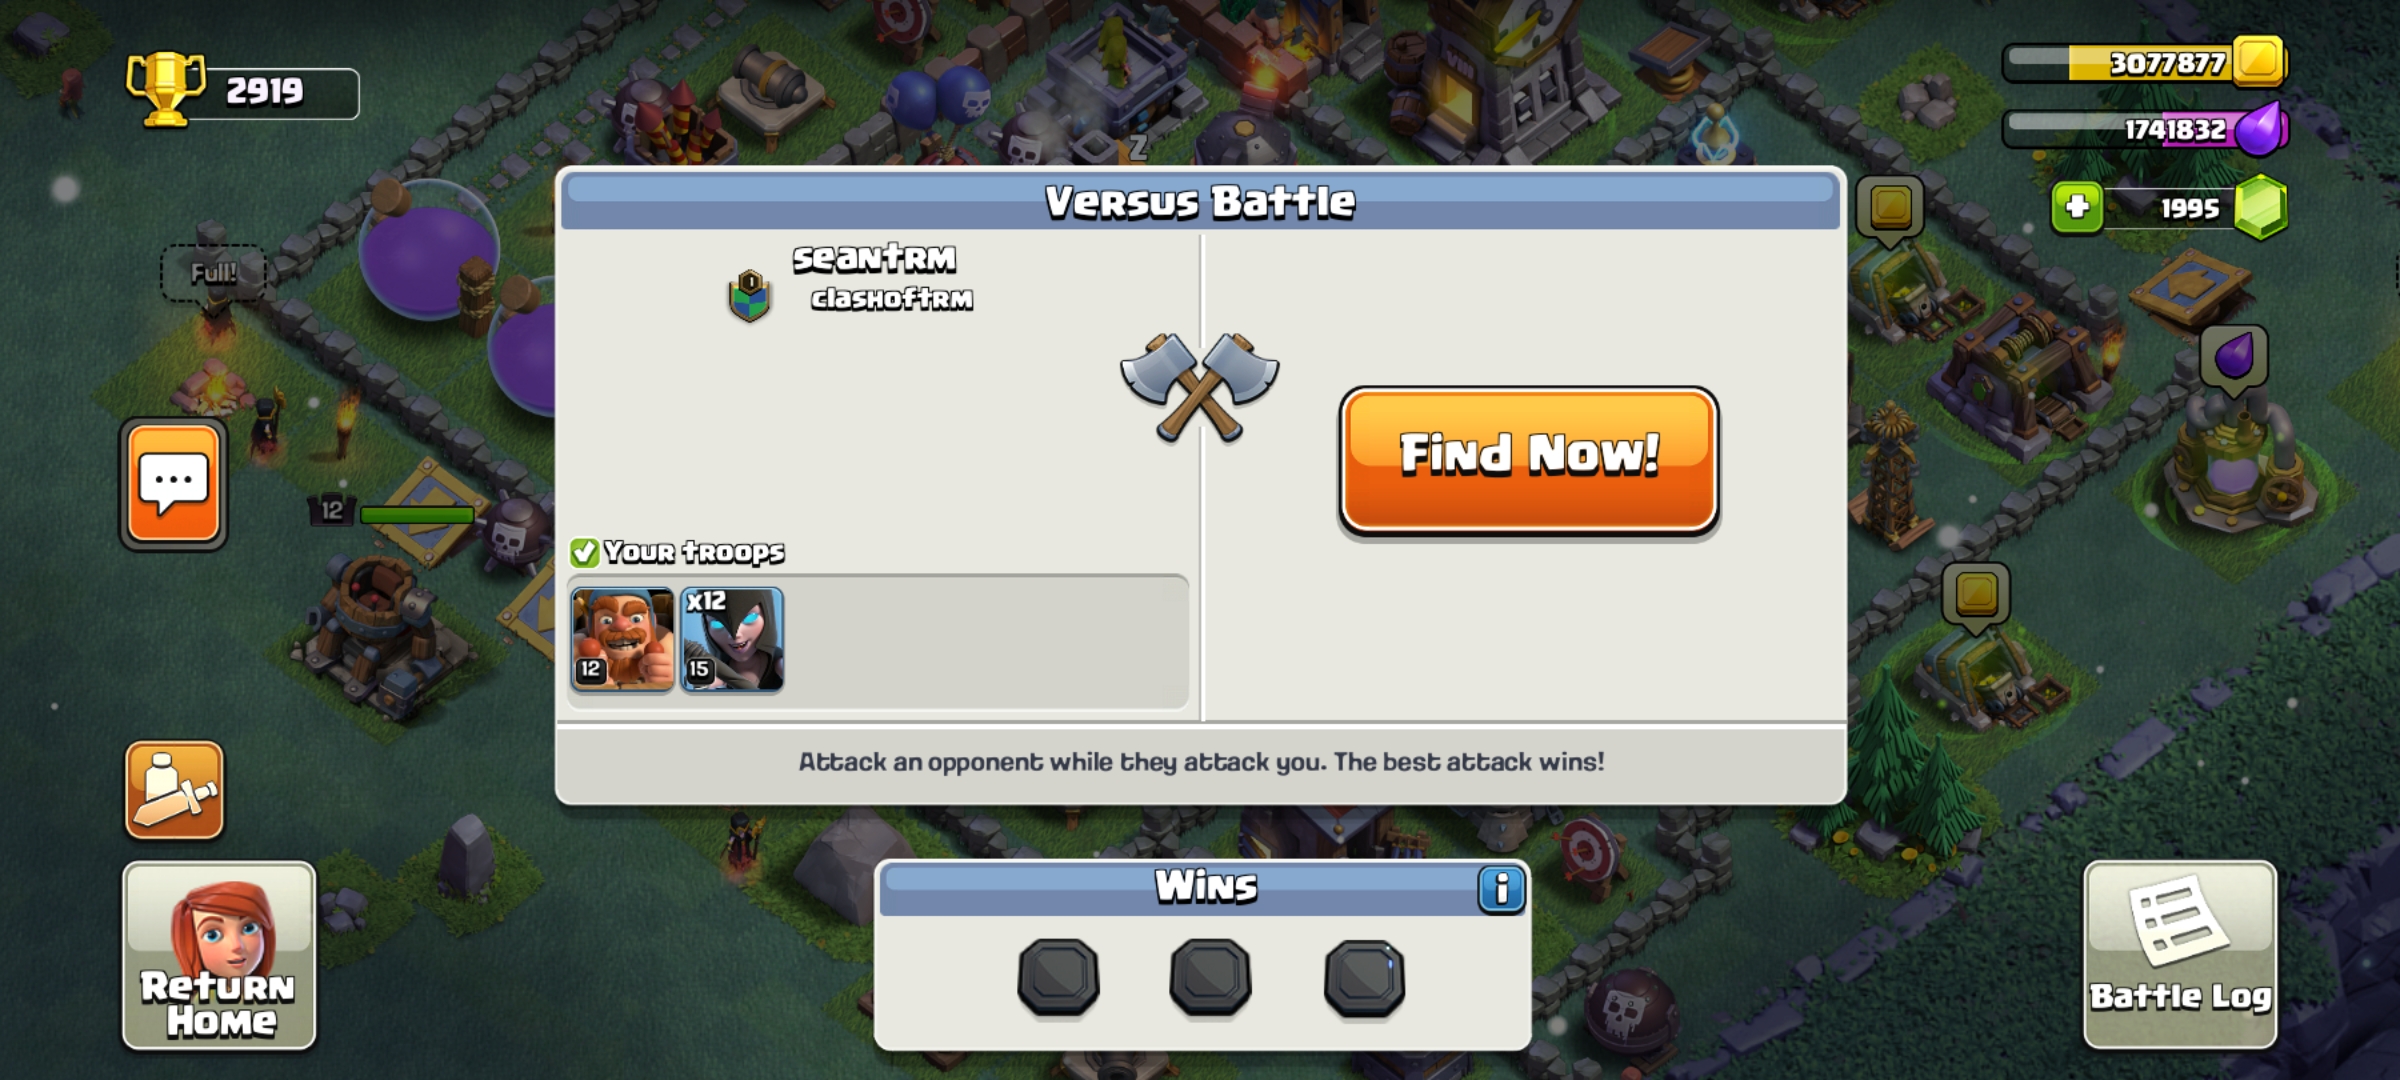 2919
3077877
1741832
1995
Full!
Z
12
Versus Battle
1
seantrm
clashoftrm
Find Now!
Your troops
x12
12
15
Attack an opponent while they attack you. The best attack wins!
Wins
i
Return
Home
Battle Log